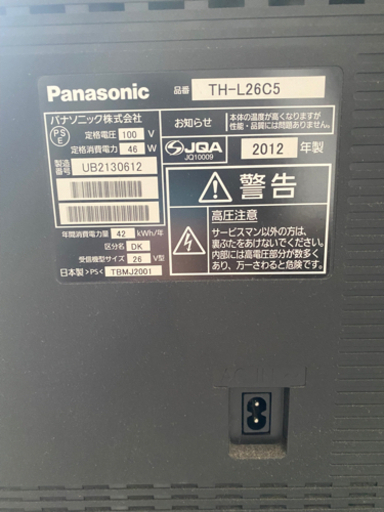 Panasonic 品番 TH-L26C5
パナソニック株式会社
PSE
定格電圧 100 V
定格消費電力 46 W
製造番号 UB2130612
お知らせ 本体の温度が高くなりますが
性能・品質には問題ありません。
JQA
JQ10009
2012 年製
警告
高圧注意
サービスマン以外の方は、
裏ぶたをあけないでください。
内部には高電圧部分が数多く
あり、万一さわると危険です。
年間消費電力量 42 kWh/年
区分名 DK
受信機型サイズ 26 V型
日本製 >PS< TBMJ2001